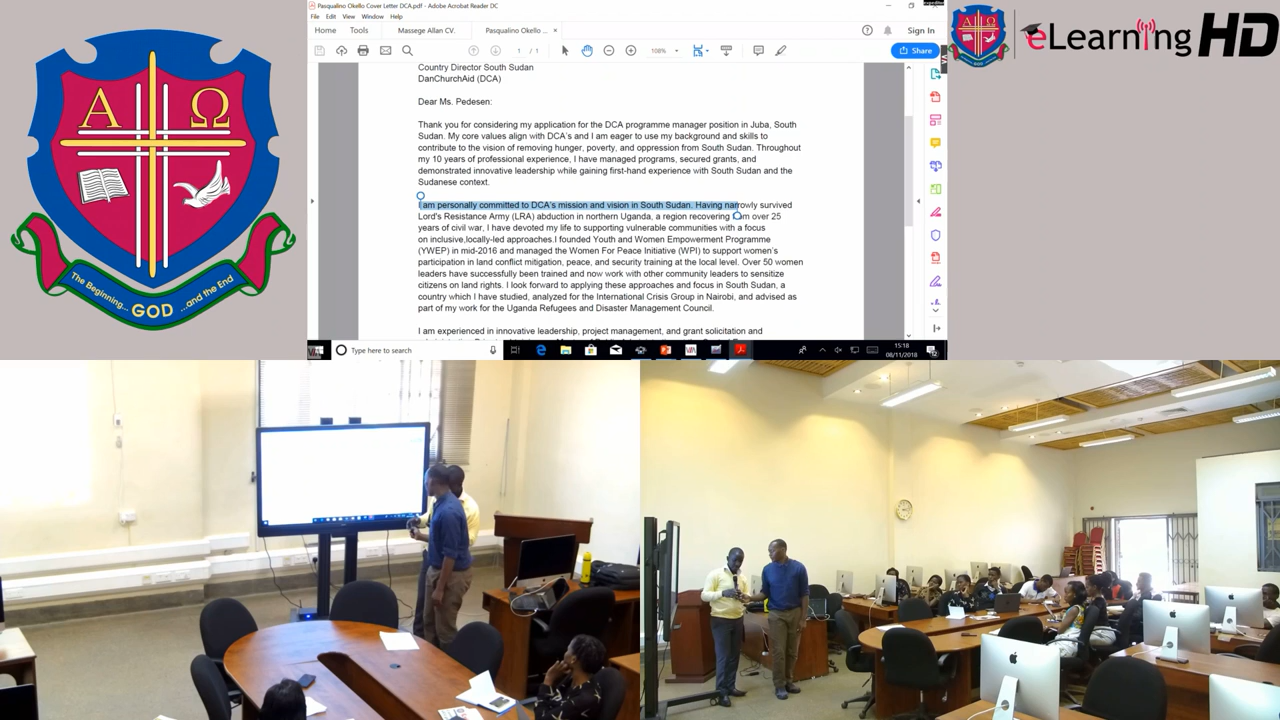 A Ω
The Beginning..
GOD
...and the End
Pasqualino Okello Cover Letter DCA.pdf - Adobe Acrobat Reader DC
File Edit View Window Help
Home Tools Massege Allan CV. Pasqualino Okello ... × Sign In
1 / 1 108% Share
Country Director South Sudan
DanChurchAid (DCA)
Dear Ms. Pedesen:
Thank you for considering my application for the DCA programme manager position in Juba, South
Sudan. My core values align with DCA's and I am eager to use my background and skills to
contribute to the vision of removing hunger, poverty, and oppression from South Sudan. Throughout
my 10 years of professional experience, I have managed programs, secured grants, and
demonstrated innovative leadership while gaining first-hand experience with South Sudan and the
Sudanese context.
I am personally committed to DCA's mission and vision in South Sudan. Having narrowly survived
Lord's Resistance Army (LRA) abduction in northern Uganda, a region recovering from over 25
years of civil war, I have devoted my life to supporting vulnerable communities with a focus
on inclusive,locally-led approaches.I founded Youth and Women Empowerment Programme
(YWEP) in mid-2016 and managed the Women For Peace Initiative (WPI) to support women's
participation in land conflict mitigation, peace, and security training at the local level. Over 50 women
leaders have successfully been trained and now work with other community leaders to sensitize
citizens on land rights. I look forward to applying these approaches and focus in South Sudan, a
country which I have studied, analyzed for the International Crisis Group in Nairobi, and advised as
part of my work for the Uganda Refugees and Disaster Management Council.
I am experienced in innovative leadership, project management, and grant solicitation and
Type here to search
15:18
08/11/2018
eLearning HD